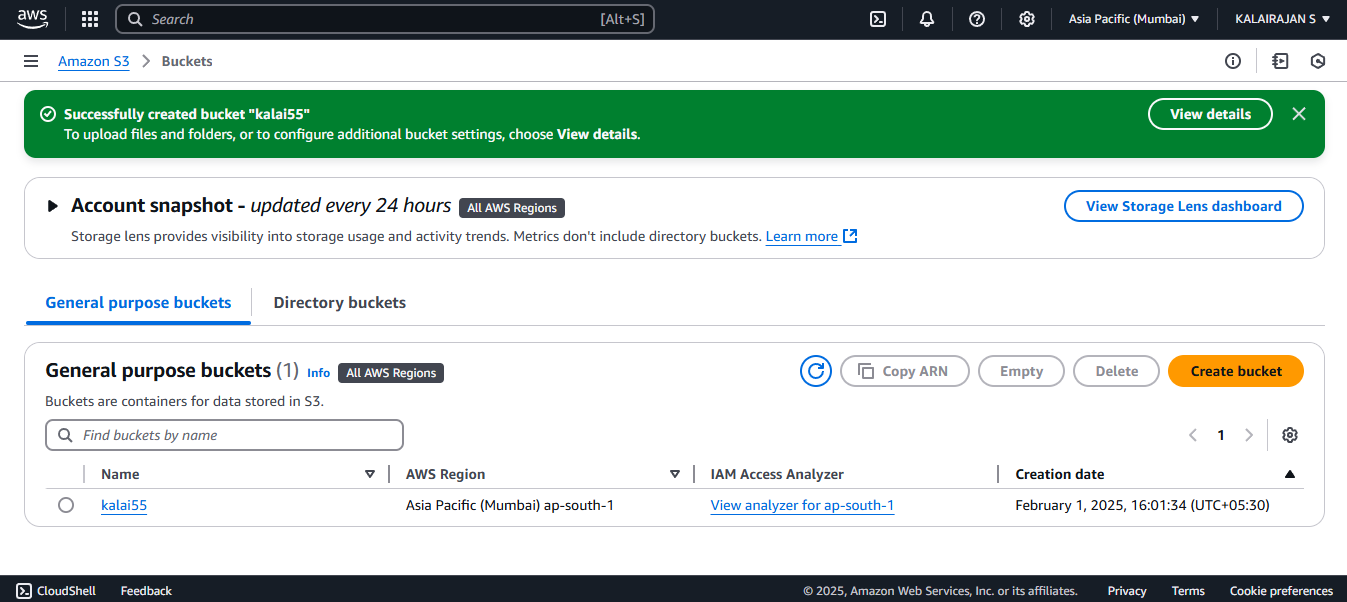 aws Search [Alt+S] Asia Pacific (Mumbai) KALAIRAJAN S
Amazon S3 Buckets
Successfully created bucket "kalai55"
To upload files and folders, or to configure additional bucket settings, choose View details.
View details
Account snapshot - updated every 24 hours All AWS Regions
View Storage Lens dashboard
Storage lens provides visibility into storage usage and activity trends. Metrics don't include directory buckets. Learn more
General purpose buckets Directory buckets
General purpose buckets (1) Info All AWS Regions
Copy ARN Empty Delete Create bucket
Buckets are containers for data stored in S3.
Find buckets by name
1
Name AWS Region IAM Access Analyzer Creation date
kalai55 Asia Pacific (Mumbai) ap-south-1 View analyzer for ap-south-1 February 1, 2025, 16:01:34 (UTC+05:30)
CloudShell Feedback © 2025, Amazon Web Services, Inc. or its affiliates. Privacy Terms Cookie preferences